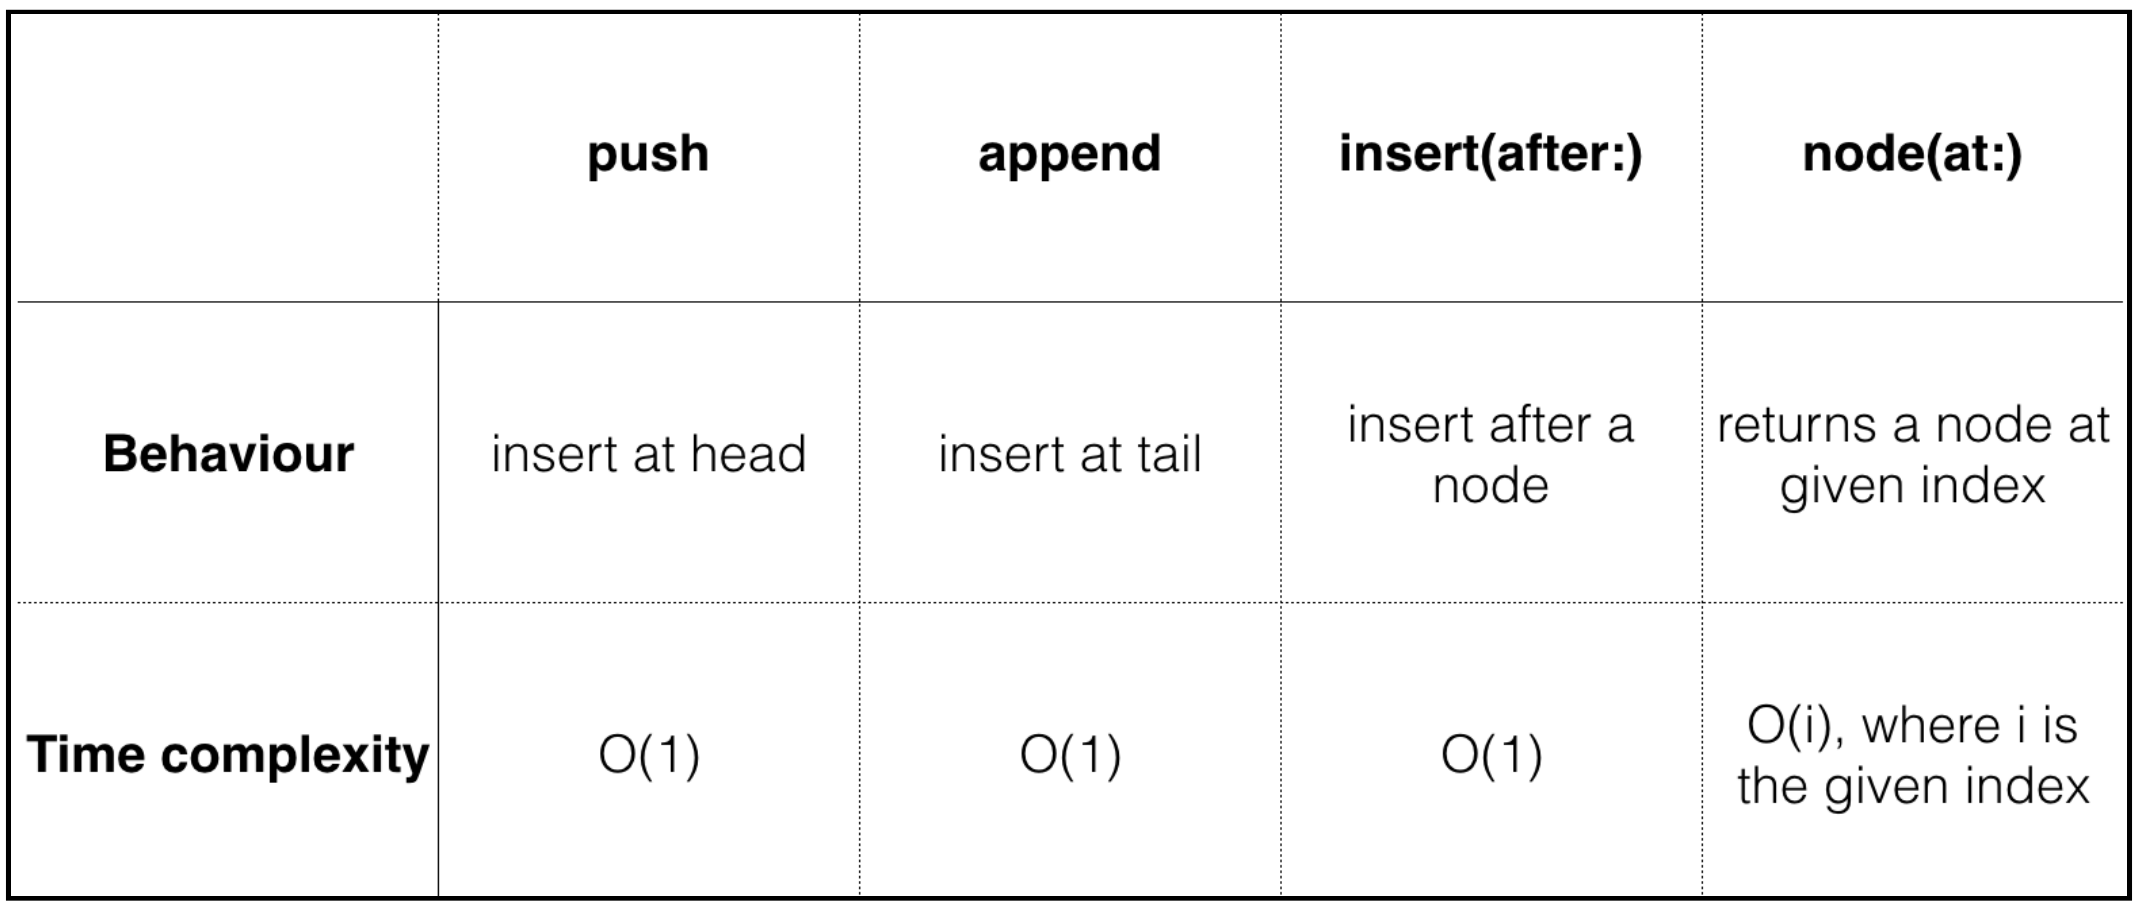 push
append
insert(after:)
node(at:)
Behaviour
insert at head
insert at tail
insert after a
node
returns a node at
given index
Time complexity
O(1)
O(1)
O(1)
O(i), where i is
the given index